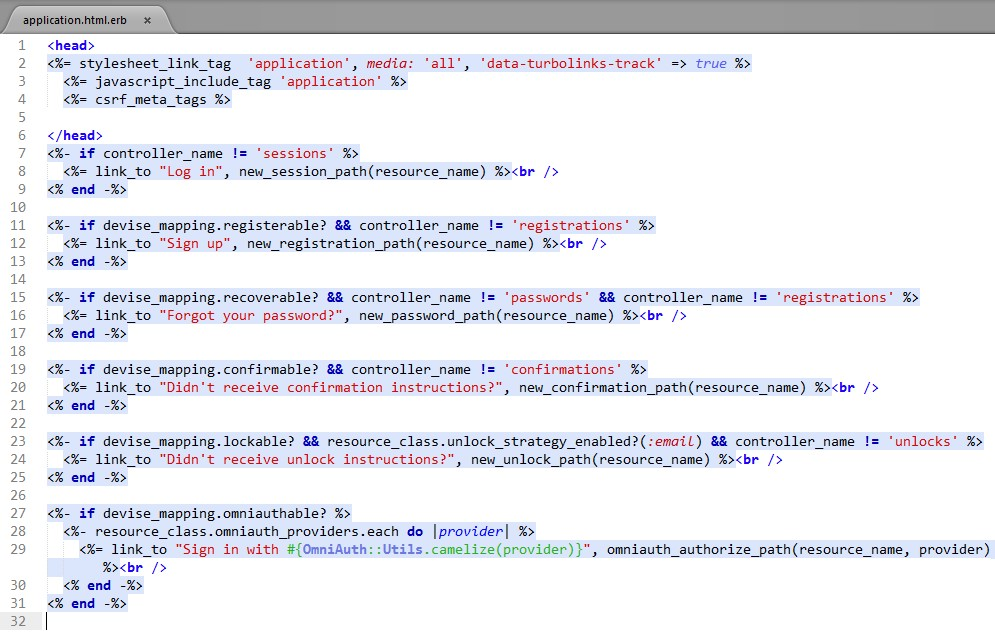 application.html.erb ×
1 <head>
2 <%= stylesheet_link_tag  'application', media: 'all', 'data-turbolinks-track' => true %>
3   <%= javascript_include_tag 'application' %>
4   <%= csrf_meta_tags %>
5
6 </head>
7 <%- if controller_name != 'sessions' %>
8   <%= link_to "Log in", new_session_path(resource_name) %><br />
9 <% end -%>
10
11 <%- if devise_mapping.registerable? && controller_name != 'registrations' %>
12   <%= link_to "Sign up", new_registration_path(resource_name) %><br />
13 <% end -%>
14
15 <%- if devise_mapping.recoverable? && controller_name != 'passwords' && controller_name != 'registrations' %>
16   <%= link_to "Forgot your password?", new_password_path(resource_name) %><br />
17 <% end -%>
18
19 <%- if devise_mapping.confirmable? && controller_name != 'confirmations' %>
20   <%= link_to "Didn't receive confirmation instructions?", new_confirmation_path(resource_name) %><br />
21 <% end -%>
22
23 <%- if devise_mapping.lockable? && resource_class.unlock_strategy_enabled?(:email) && controller_name != 'unlocks' %>
24   <%= link_to "Didn't receive unlock instructions?", new_unlock_path(resource_name) %><br />
25 <% end -%>
26
27 <%- if devise_mapping.omniauthable? %>
28   <%- resource_class.omniauth_providers.each do |provider| %>
29     <%= link_to "Sign in with #{OmniAuth::Utils.camelize(provider)}", omniauth_authorize_path(resource_name, provider)
%><br />
30   <% end -%>
31 <% end -%>
32